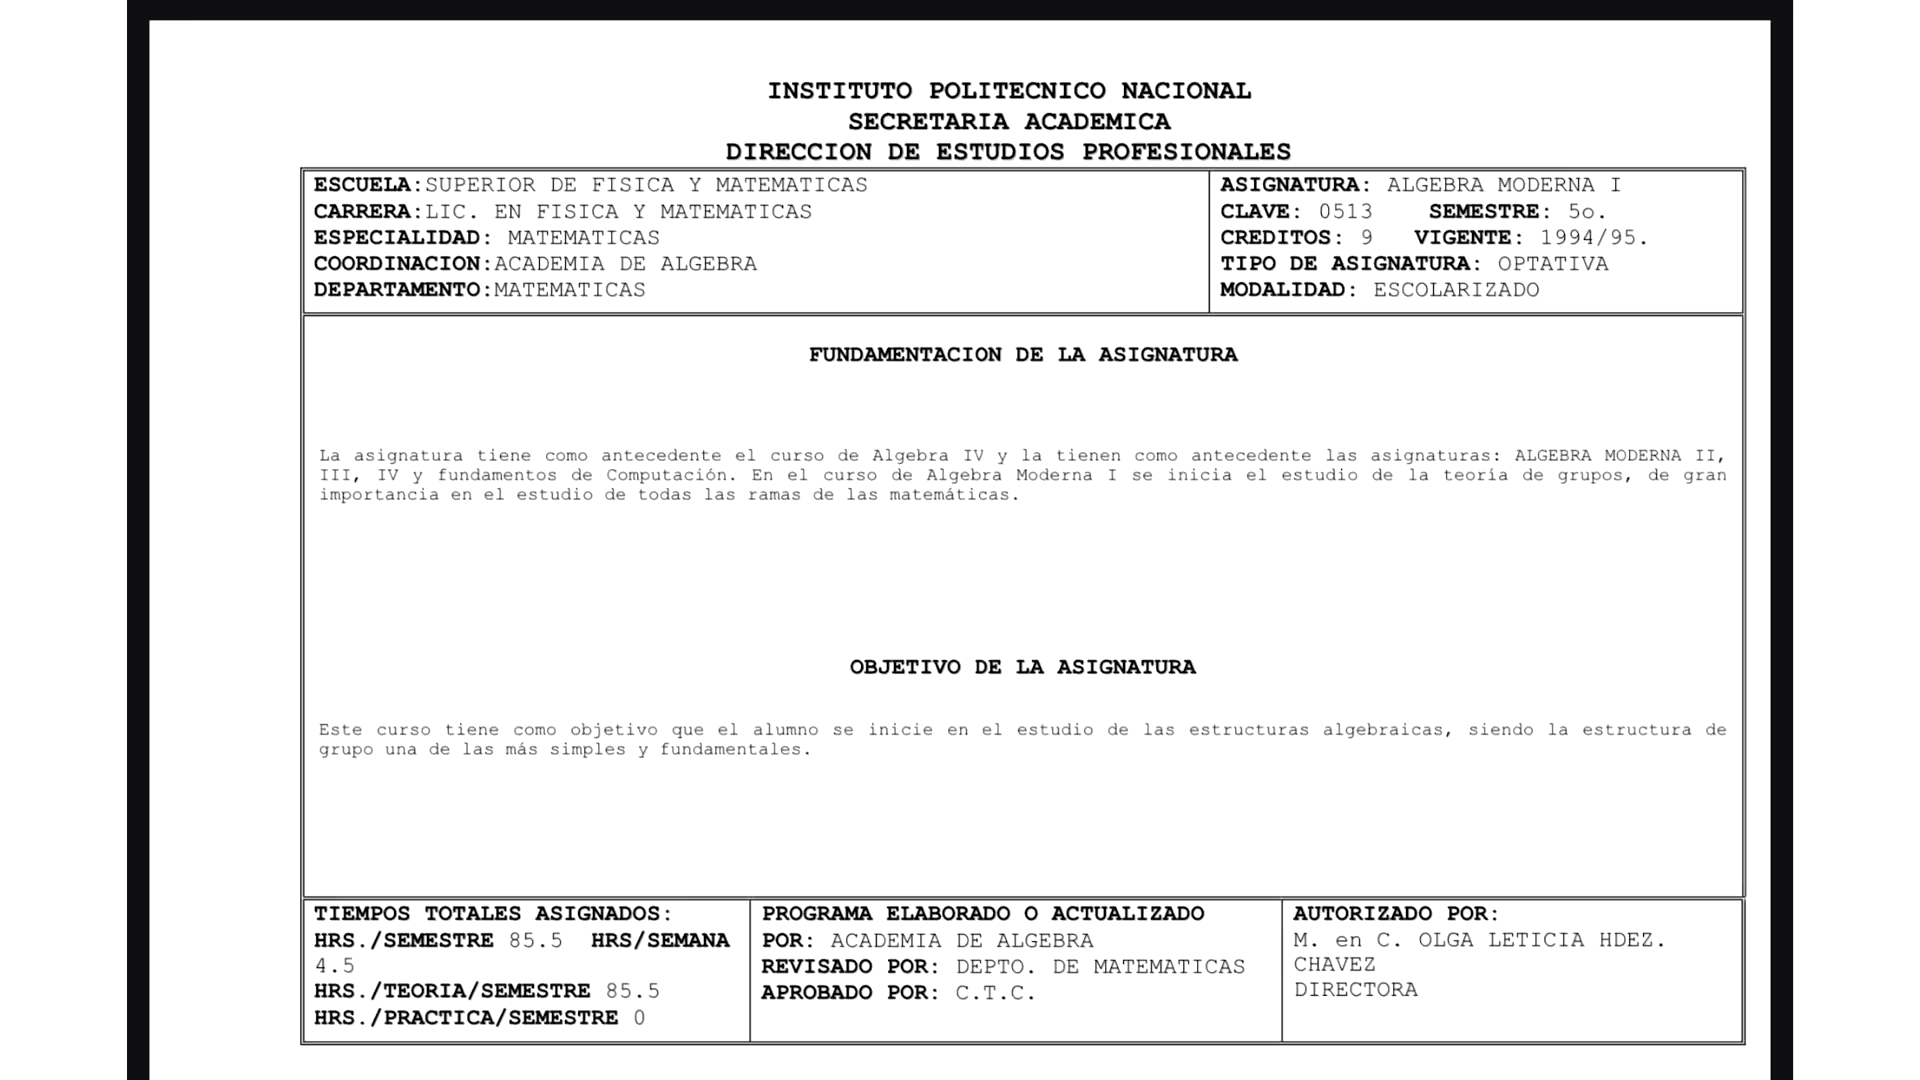 INSTITUTO POLITECNICO NACIONAL
SECRETARIA ACADEMICA
DIRECCION DE ESTUDIOS PROFESIONALES
ESCUELA:SUPERIOR DE FISICA Y MATEMATICAS
CARRERA:LIC. EN FISICA Y MATEMATICAS
ESPECIALIDAD: MATEMATICAS
COORDINACION:ACADEMIA DE ALGEBRA
DEPARTAMENTO:MATEMATICAS
ASIGNATURA: ALGEBRA MODERNA I
CLAVE: 0513 SEMESTRE: 5o.
CREDITOS: 9 VIGENTE: 1994/95.
TIPO DE ASIGNATURA: OPTATIVA
MODALIDAD: ESCOLARIZADO
FUNDAMENTACION DE LA ASIGNATURA
La asignatura tiene como antecedente el curso de Algebra IV y la tienen como antecedente las asignaturas: ALGEBRA MODERNA II,
III, IV y fundamentos de Computación. En el curso de Algebra Moderna I se inicia el estudio de la teoría de grupos, de gran
importancia en el estudio de todas las ramas de las matemáticas.
OBJETIVO DE LA ASIGNATURA
Este curso tiene como objetivo que el alumno se inicie en el estudio de las estructuras algebraicas, siendo la estructura de
grupo una de las más simples y fundamentales.
TIEMPOS TOTALES ASIGNADOS:
HRS./SEMESTRE 85.5 HRS/SEMANA
4.5
HRS./TEORIA/SEMESTRE 85.5
HRS./PRACTICA/SEMESTRE 0
PROGRAMA ELABORADO O ACTUALIZADO
POR: ACADEMIA DE ALGEBRA
REVISADO POR: DEPTO. DE MATEMATICAS
APROBADO POR: C.T.C.
AUTORIZADO POR:
M. en C. OLGA LETICIA HDEZ.
CHAVEZ
DIRECTORA